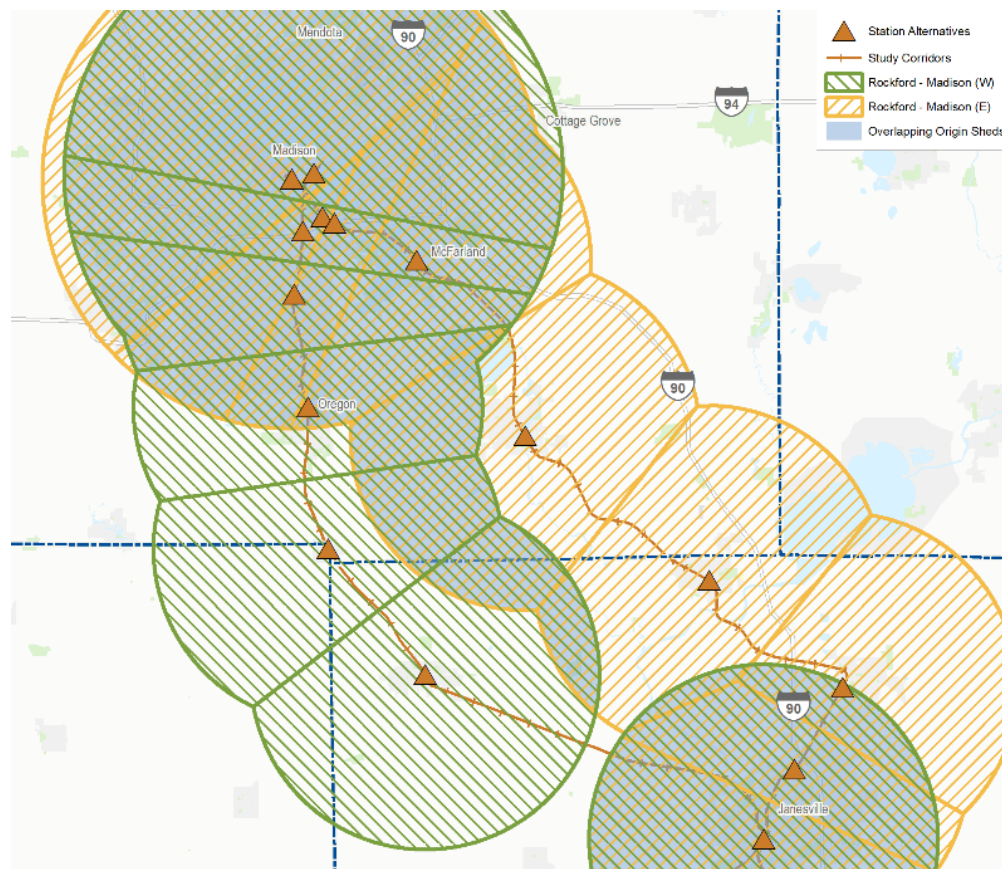 Mendota
90
Station Alternatives
Study Corridors
Rockford - Madison (W)
Rockford - Madison (E)
Overlapping Origin Sheds
94
Cottage Grove
Madison
McFarland
90
Oregon
90
Janesville